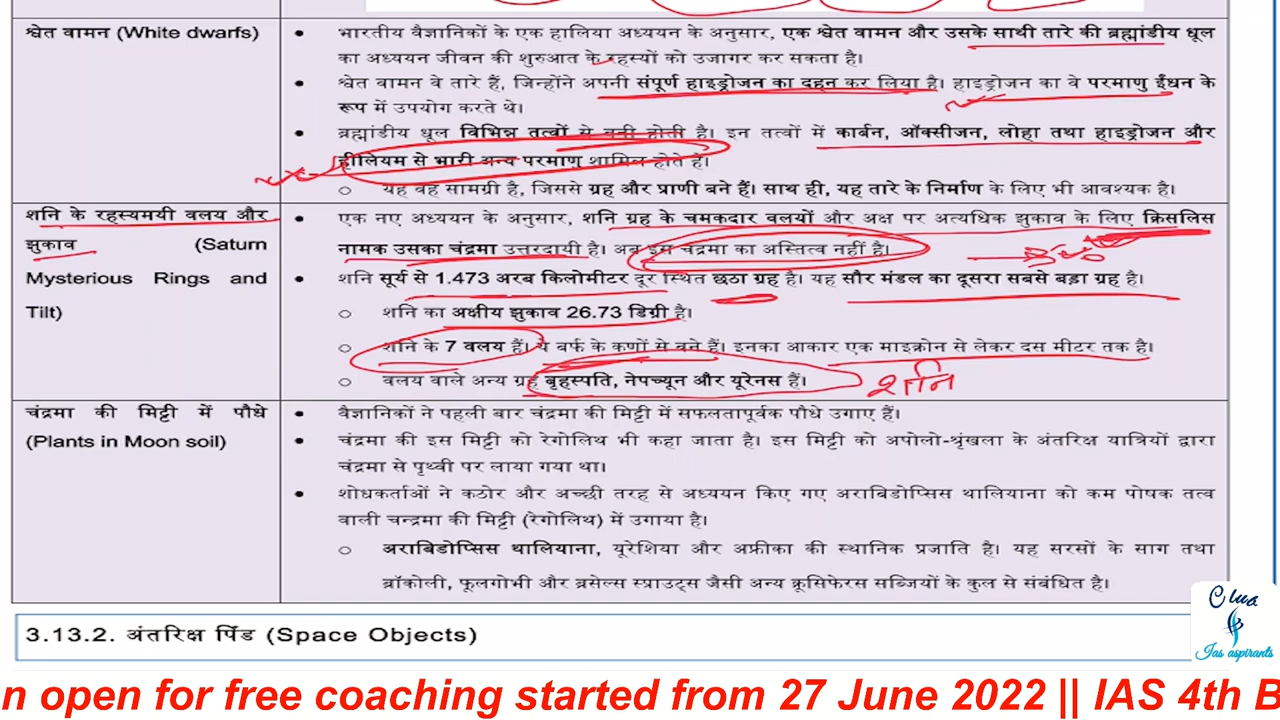 श्वेत वामन (White dwarfs)
• भारतीय वैज्ञानिकों के एक हालिया अध्ययन के अनुसार, एक श्वेत वामन और उसके साथी तारे की ब्रह्मांडीय धूल
का अध्ययन जीवन की शुरुआत के रहस्यों को उजागर कर सकता है।
• श्वेत वामन वे तारे हैं, जिन्होंने अपनी संपूर्ण हाइड्रोजन का दहन कर लिया है। हाइड्रोजन का वे परमाणु ईंधन के
रूप में उपयोग करते थे।
• ब्रह्मांडीय धूल विभिन्न तत्वों से बनी होती है। इन तत्वों में कार्बन, ऑक्सीजन, लोहा तथा हाइड्रोजन और
हीलियम से भारी अन्य परमाणु शामिल होते हैं।
○ यह वह सामग्री है, जिससे ग्रह और प्राणी बने हैं। साथ ही, यह तारे के निर्माण के लिए भी आवश्यक है।
शनि के रहस्यमयी वलय और
झुकाव (Saturn
Mysterious Rings and
Tilt)
• एक नए अध्ययन के अनुसार, शनि ग्रह के चमकदार वलयों और अक्ष पर अत्यधिक झुकाव के लिए क्रिसलिस
नामक उसका चंद्रमा उत्तरदायी है। अब इस चंद्रमा का अस्तित्व नहीं है।
• शनि सूर्य से 1.473 अरब किलोमीटर दूर स्थित छठा ग्रह है। यह सौर मंडल का दूसरा सबसे बड़ा ग्रह है।
○ शनि का अक्षीय झुकाव 26.73 डिग्री है।
○ शनि के 7 वलय हैं। ये बर्फ के कणों से बने हैं। इनका आकार एक माइक्रोन से लेकर दस मीटर तक है।
○ वलय वाले अन्य ग्रह बृहस्पति, नेपच्यून और यूरेनस हैं। शनि
चंद्रमा की मिट्टी में पौधे
(Plants in Moon soil)
• वैज्ञानिकों ने पहली बार चंद्रमा की मिट्टी में सफलतापूर्वक पौधे उगाए हैं।
• चंद्रमा की इस मिट्टी को रेगोलिथ भी कहा जाता है। इस मिट्टी को अपोलो-श्रृंखला के अंतरिक्ष यात्रियों द्वारा
चंद्रमा से पृथ्वी पर लाया गया था।
• शोधकर्ताओं ने कठोर और अच्छी तरह से अध्ययन किए गए अराबिडोप्सिस थालियाना को कम पोषक तत्व
वाली चन्द्रमा की मिट्टी (रेगोलिथ) में उगाया है।
○ अराबिडोप्सिस थालियाना, यूरेशिया और अफ्रीका की स्थानिक प्रजाति है। यह सरसों के साग तथा
ब्रॉकोली, फूलगोभी और ब्रसेल्स स्प्राउट्स जैसी अन्य क्रूसिफेरस सब्जियों के कुल से संबंधित है।
3.13.2. अंतरिक्ष पिंड (Space Objects)
Clue
Ias aspirants
n open for free coaching started from 27 June 2022 || IAS 4th B